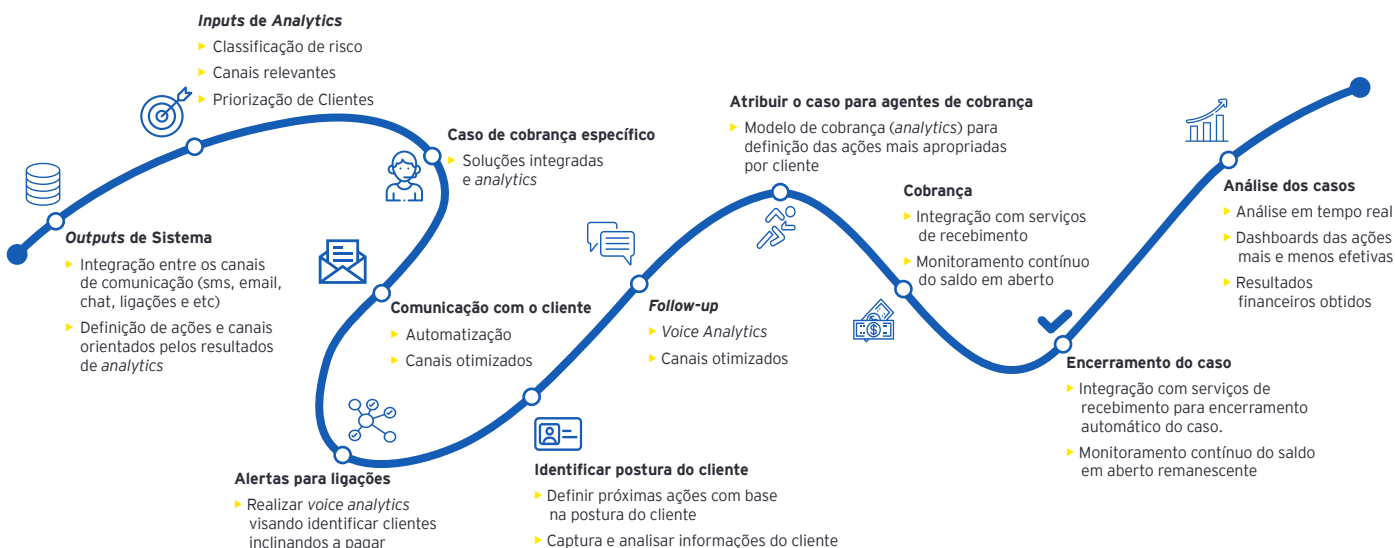 Inputs de Analytics
Classificação de risco
Canais relevantes
Priorização de Clientes
Outputs de Sistema
Integração entre os canais
de comunicação (sms, email,
chat, ligações e etc)
Definição de ações e canais
orientados pelos resultados
de analytics
Caso de cobrança específico
Soluções integradas
e analytics
Comunicação com o cliente
Automatização
Canais otimizados
Alertas para ligações
Realizar voice analytics
visando identificar clientes
inclinandos a pagar
Identificar postura do cliente
Definir próximas ações com base
na postura do cliente
Captura e analisar informações do cliente
Follow-up
Voice Analytics
Canais otimizados
Atribuir o caso para agentes de cobrança
Modelo de cobrança (analytics) para
definição das ações mais apropriadas
por cliente
Cobrança
Integração com serviços
de recebimento
Monitoramento contínuo
do saldo em aberto
Encerramento do caso
Integração com serviços de
recebimento para encerramento
automático do caso.
Monitoramento contínuo do saldo
em aberto remanescente
Análise dos casos
Análise em tempo real
Dashboards das ações
mais e menos efetivas
Resultados
financeiros obtidos